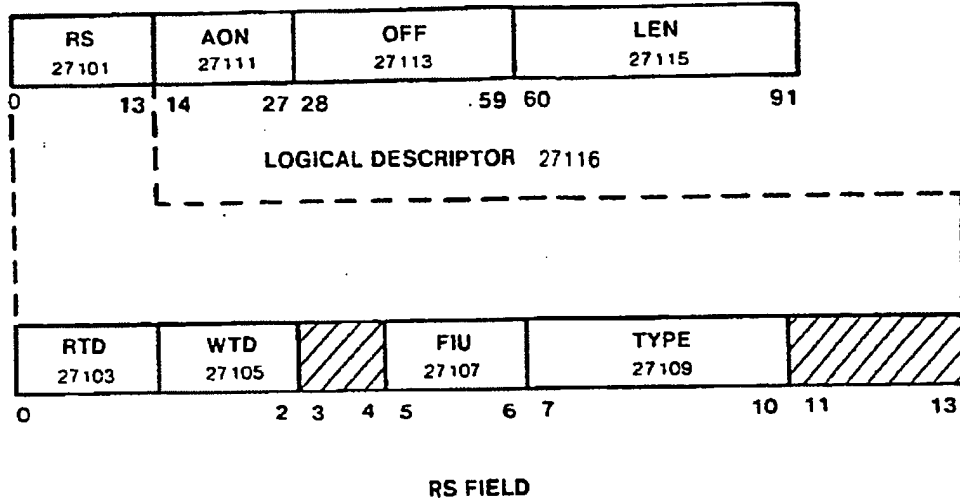 RS AON OFF LEN
27101 27111 27113 27115
0 13 14 27 28 59 60 91
LOGICAL DESCRIPTOR 27116
RTD WTD FIU TYPE
27103 27105 27107 27109
0 2 3 4 5 6 7 10 11 13
RS FIELD